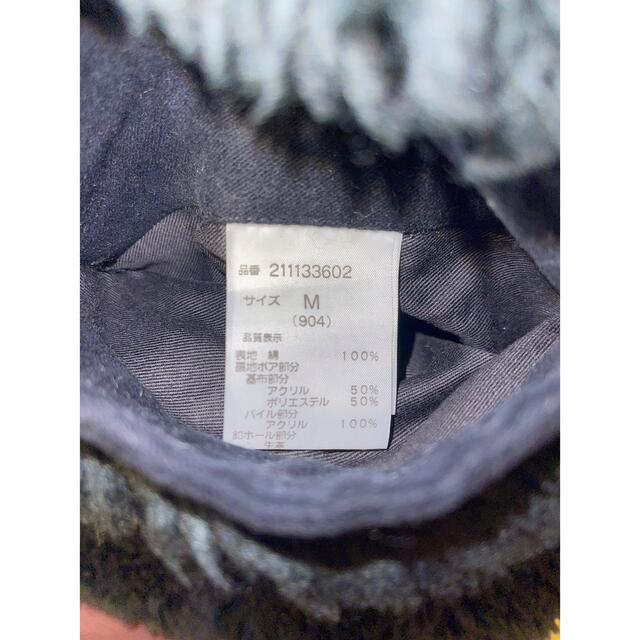 品番 211133602
サイズ M
(904)
品質表示
表地 綿 100%
裏地ボア部分
基布部分
アクリル 50%
ポリエステル 50%
パイル部分
アクリル 100%
釦ホール部分
牛革